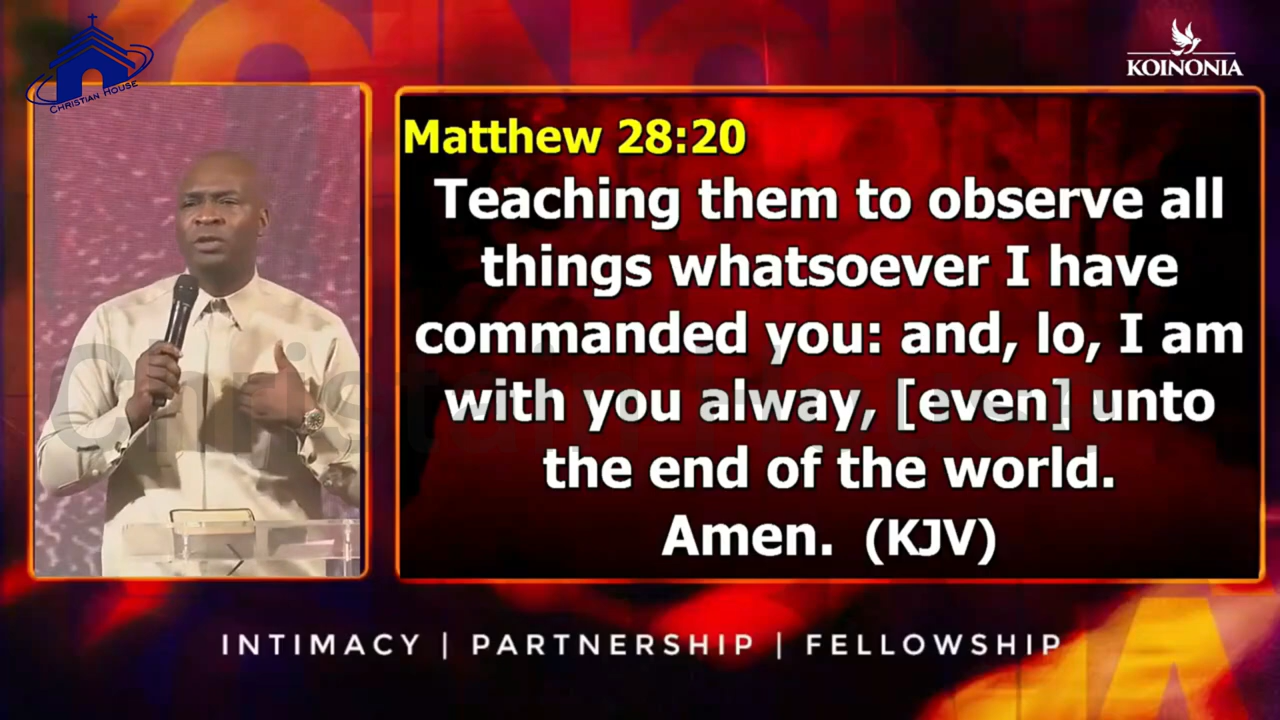 CHRISTIAN HOUSE
KOINONIA
Matthew 28:20
Teaching them to observe all
things whatsoever I have
commanded you: and, lo, I am
with you alway, [even] unto
the end of the world.
Amen. (KJV)
INTIMACY | PARTNERSHIP | FELLOWSHIP